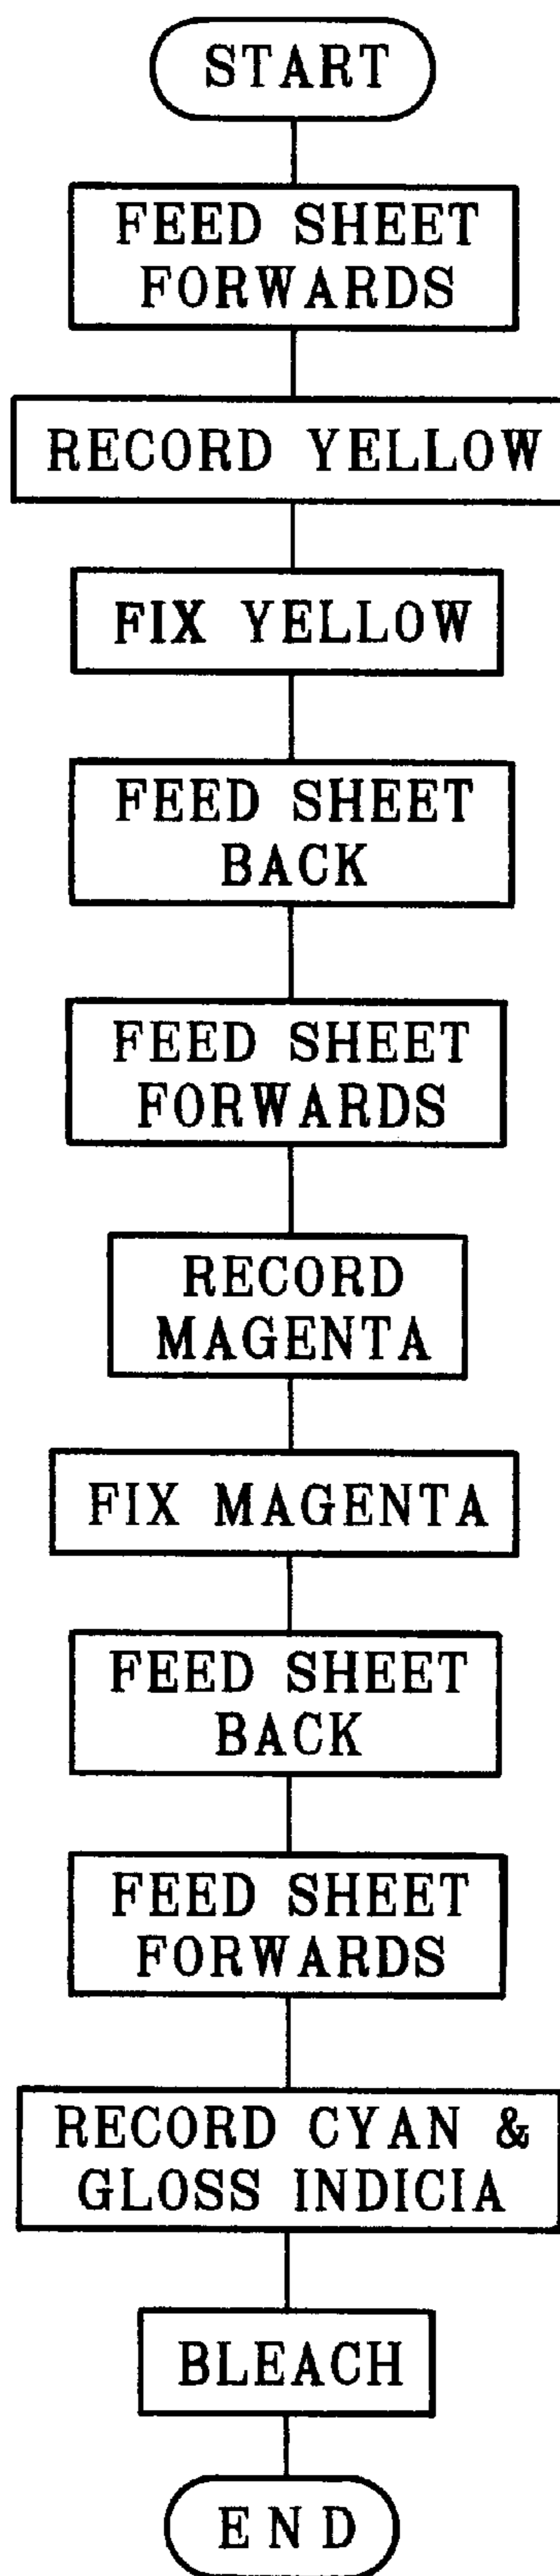 START
FEED SHEET
FORWARDS
RECORD YELLOW
FIX YELLOW
FEED SHEET
BACK
FEED SHEET
FORWARDS
RECORD
MAGENTA
FIX MAGENTA
FEED SHEET
BACK
FEED SHEET
FORWARDS
RECORD CYAN &
GLOSS INDICIA
BLEACH
END